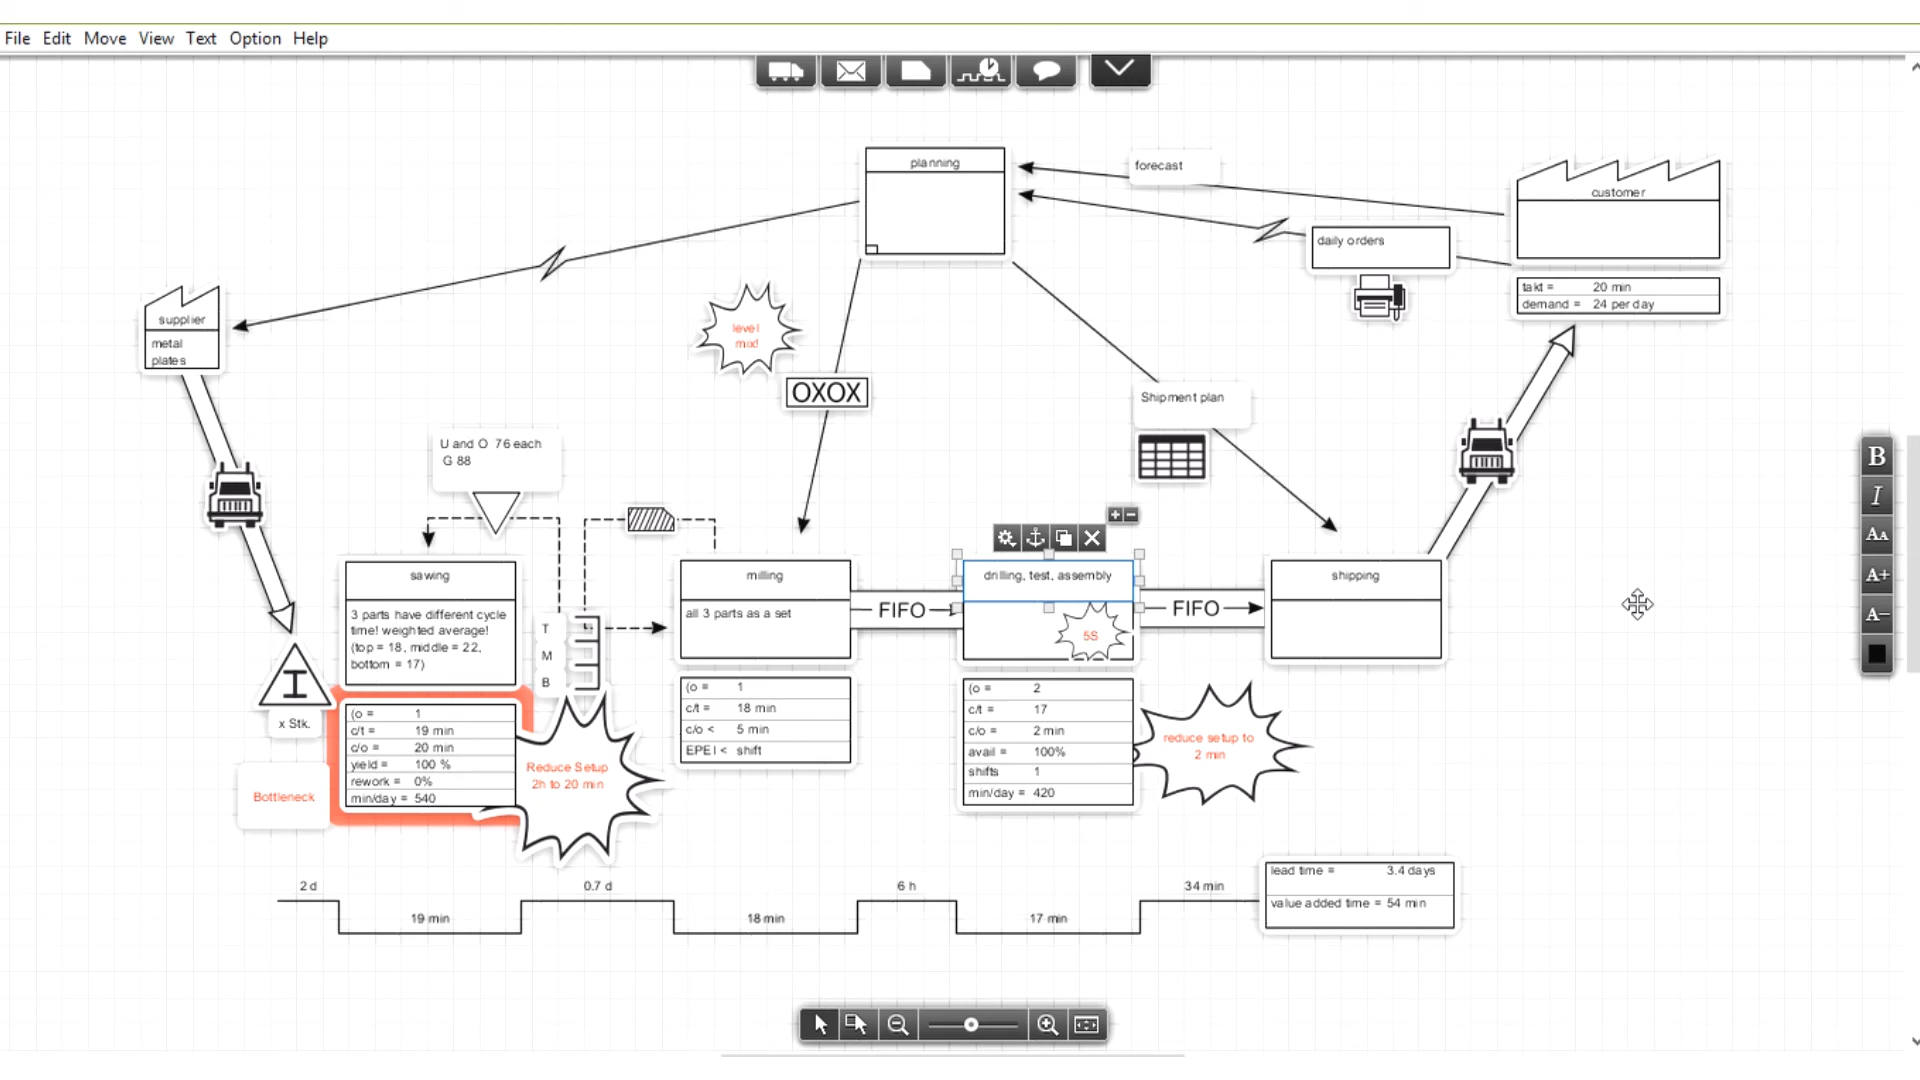 File Edit Move View Text Option Help
planning
forecast
customer
daily orders
takt = 20 min
demand = 24 per day
supplier
metal
plates
level
mix!
OXOX
Shipment plan
U and O 76 each
G 88
sawing
3 parts have different cycle
time! weighted average!
(top = 18, middle = 22,
bottom = 17)
T
M
B
milling
all 3 parts as a set
FIFO
drilling, test, assembly
5S
FIFO
shipping
B
I
AA
A+
A-
I
x Stk.
Bottleneck
(o = 1
c/t = 19 min
c/o = 20 min
yield = 100 %
rework = 0%
min/day = 540
Reduce Setup
2h to 20 min
(o = 1
c/t = 18 min
c/o < 5 min
EPEI < shift
(o = 2
c/t = 17
c/o = 2 min
avail = 100%
shifts 1
min/day = 420
reduce setup to
2 min
2 d
19 min
0.7 d
18 min
6 h
17 min
34 min
lead time = 3.4 days
value added time = 54 min